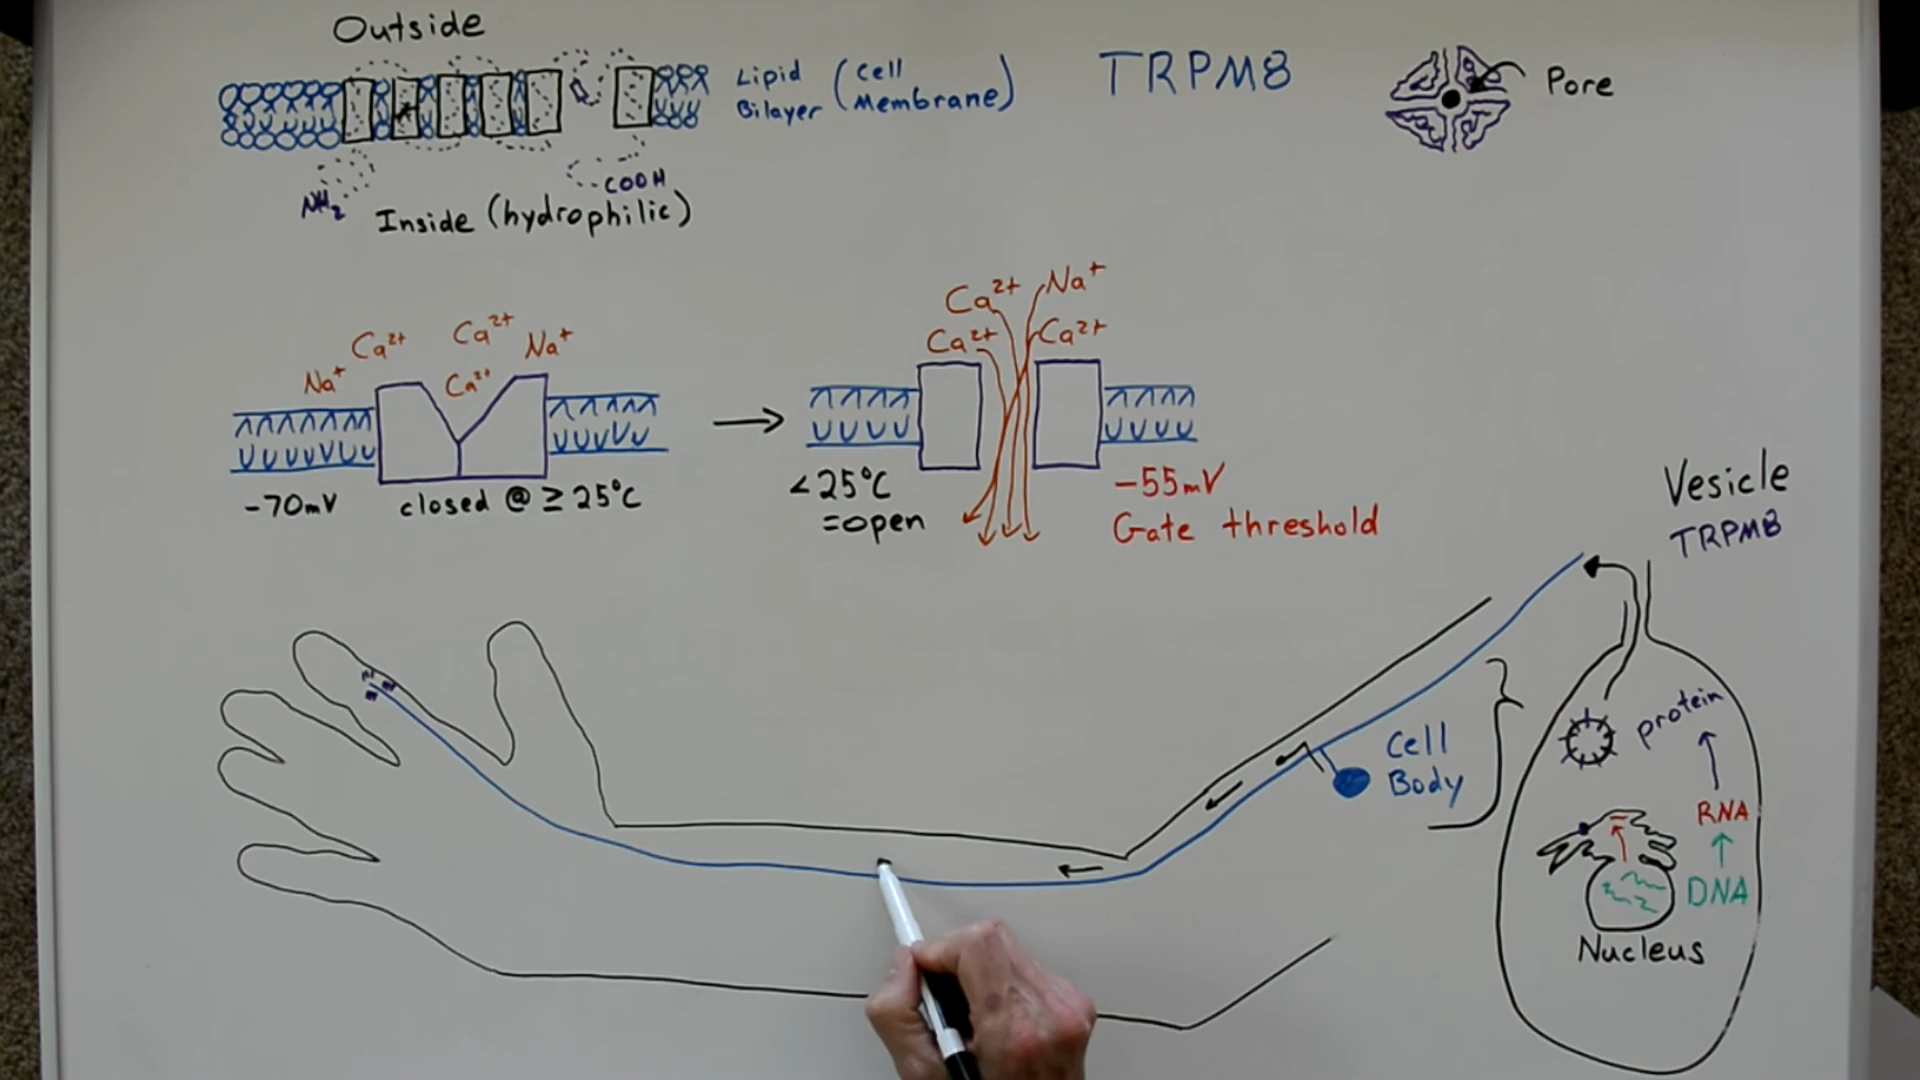 Outside
Lipid Bilayer (Cell Membrane)
TRPM8
Pore
NH2
COOH
Inside (hydrophilic)
Na+
Ca2+
Ca2+
Na+
Ca2+
-70mV
closed @ ≥ 25°C
Ca2+
Na+
Ca2+
Ca2+
<25°C
=open
-55mV
Gate threshold
Vesicle
TRPM8
Cell
Body
protein
RNA
DNA
Nucleus